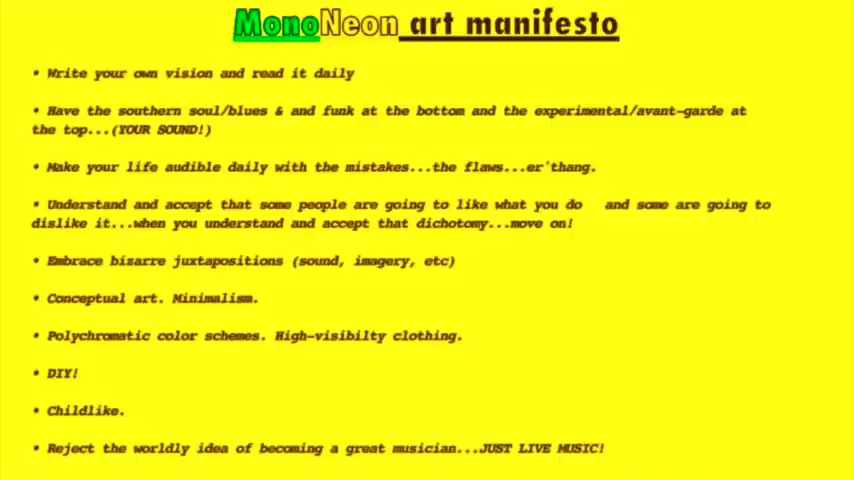 MonoNeon art manifesto
• Write your own vision and read it daily
• Have the southern soul/blues & and funk at the bottom and the experimental/avant-garde at
the top...(YOUR SOUND!)
• Make your life audible daily with the mistakes...the flaws...er'thang.
• Understand and accept that some people are going to like what you do and some are going to
dislike it...when you understand and accept that dichotomy...move on!
• Embrace bizarre juxtapositions (sound, imagery, etc)
• Conceptual art. Minimalism.
• Polychromatic color schemes. High-visibilty clothing.
• DIY!
• Childlike.
• Reject the worldly idea of becoming a great musician...JUST LIVE MUSIC!